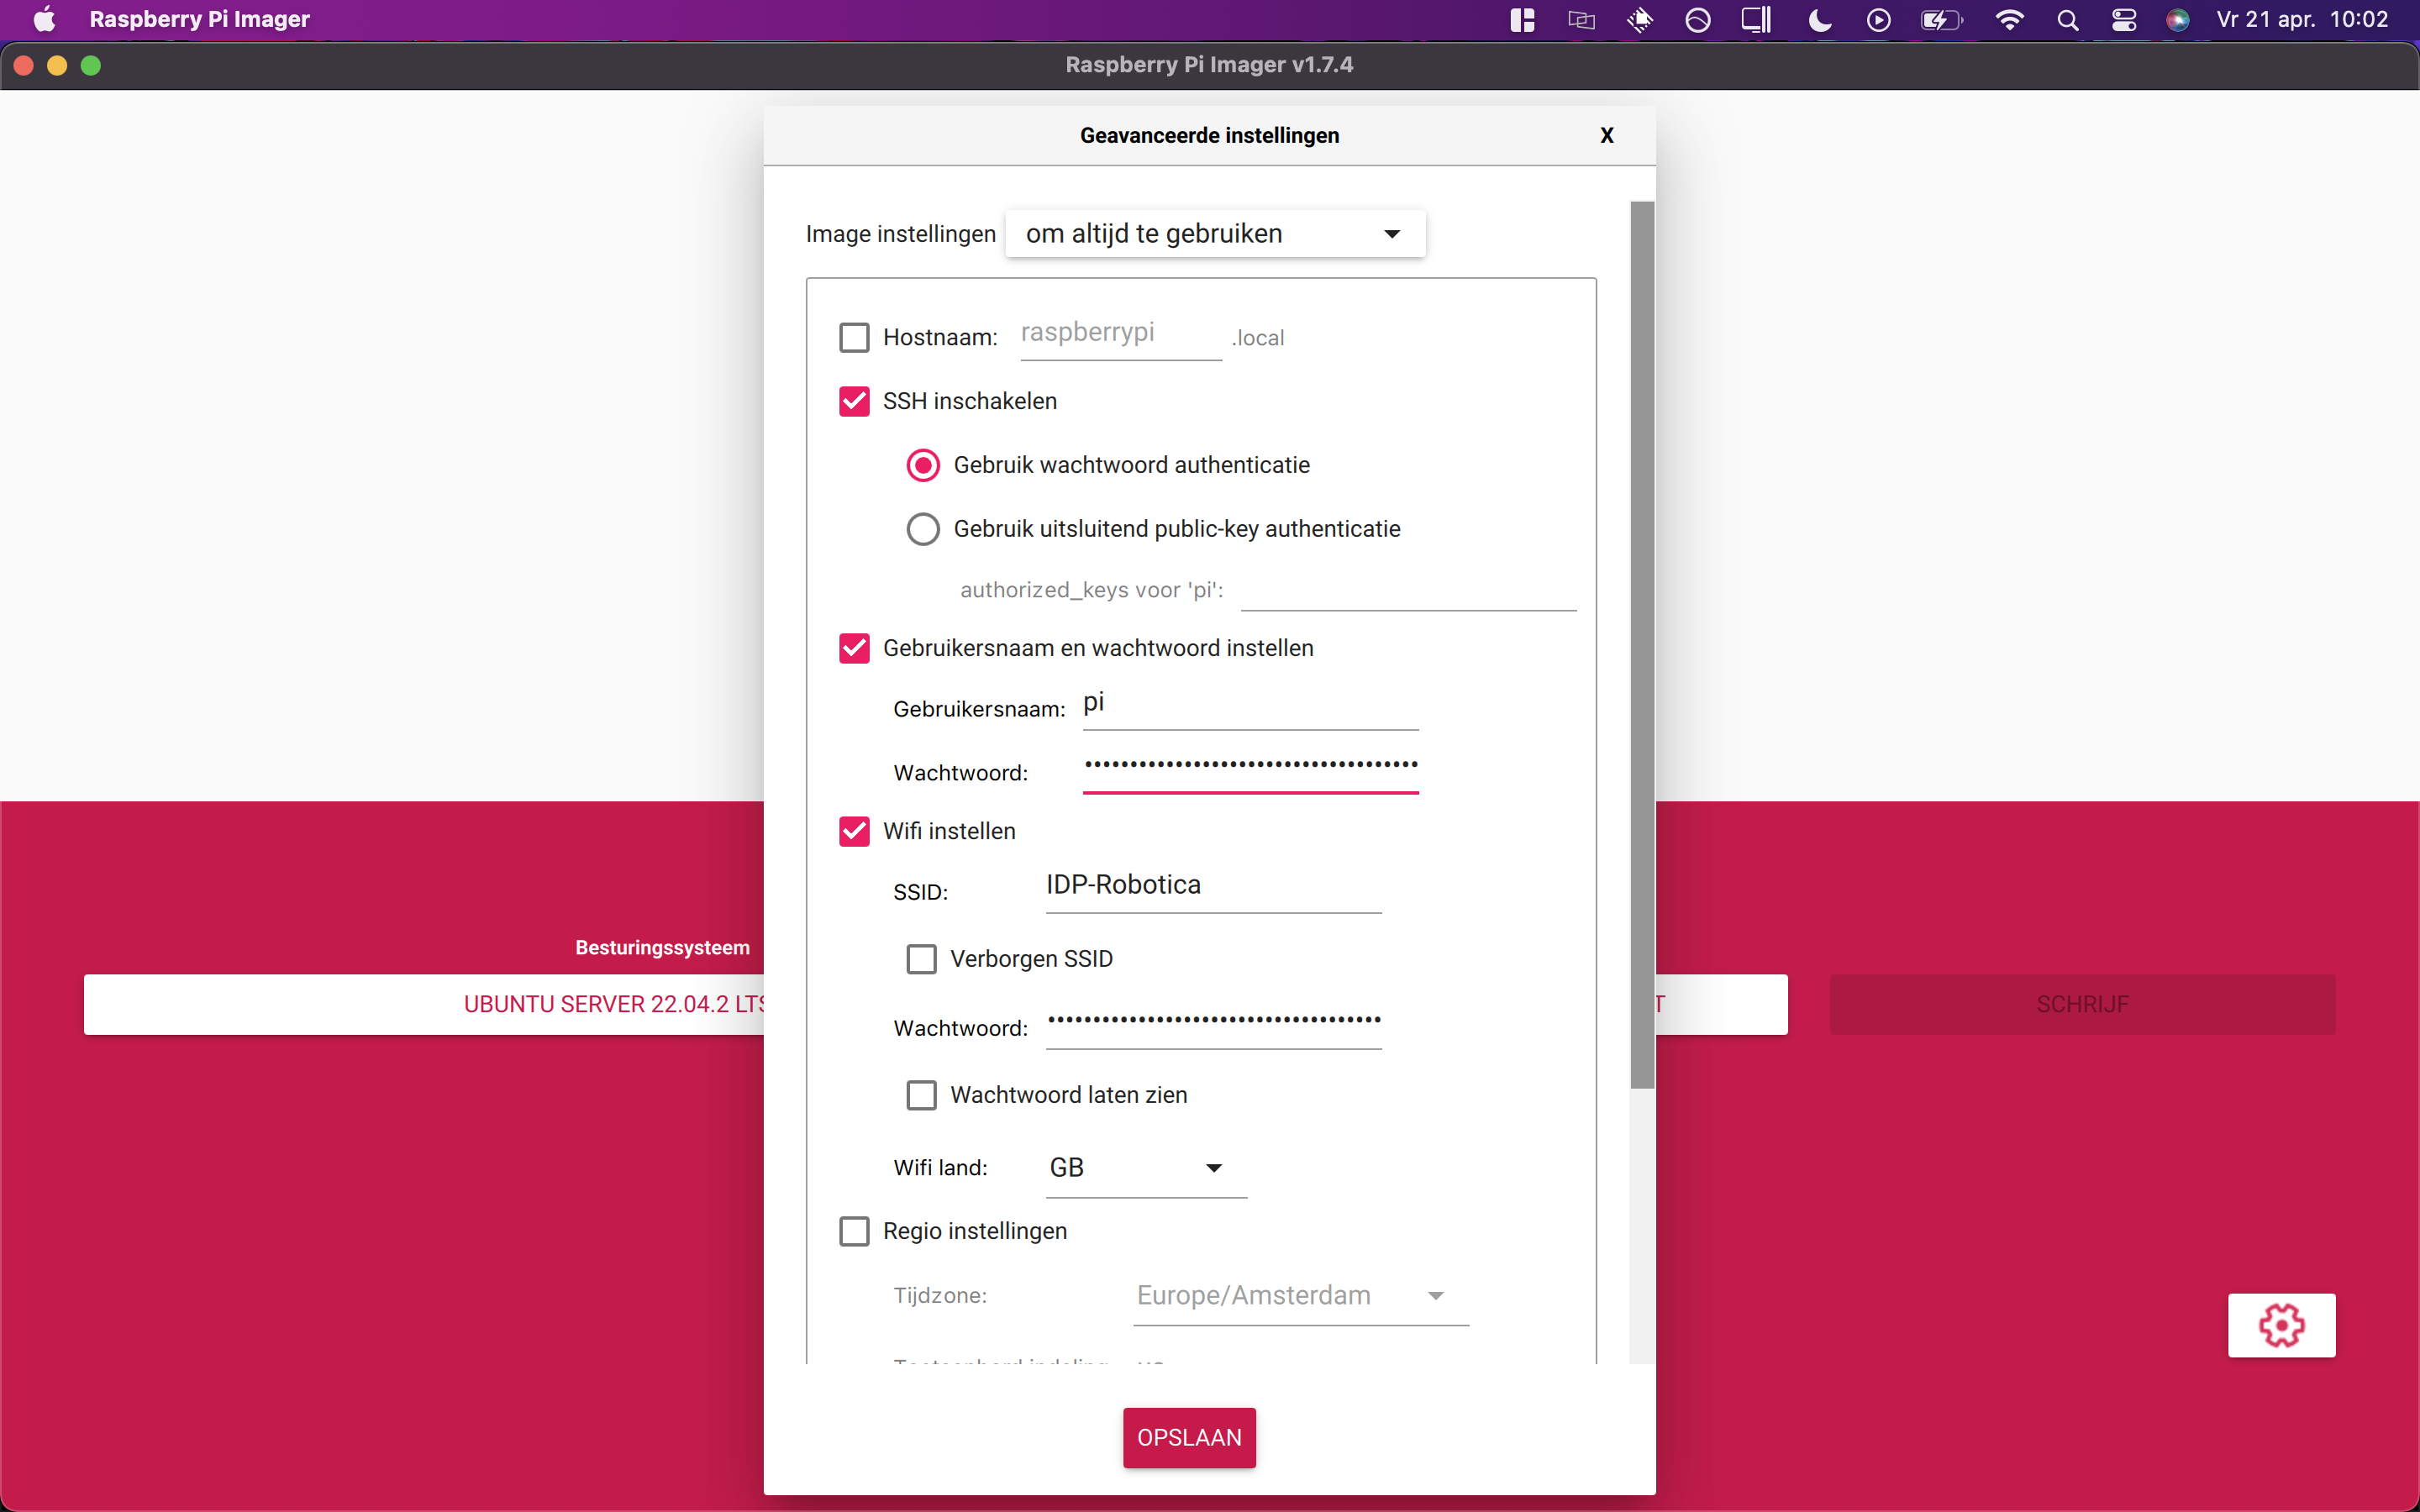 Raspberry Pi Imager
Vr 21 apr. 10:02
Raspberry Pi Imager v1.7.4
Geavanceerde instellingen
X
Image instellingen om altijd te gebruiken
Hostnaam: raspberrypi .local
SSH inschakelen
Gebruik wachtwoord authenticatie
Gebruik uitsluitend public-key authenticatie
authorized_keys voor 'pi':
Gebruikersnaam en wachtwoord instellen
Gebruikersnaam: pi
Wachtwoord: •••••••••••••••••••••••••••••••••••••
Wifi instellen
SSID: IDP-Robotica
Verborgen SSID
Wachtwoord: •••••••••••••••••••••••••••••••••••••
Wachtwoord laten zien
Wifi land: GB
Regio instellingen
Tijdzone: Europe/Amsterdam
OPSLAAN
Besturingssysteem
UBUNTU SERVER 22.04.2 LTS
T
SCHRIJF